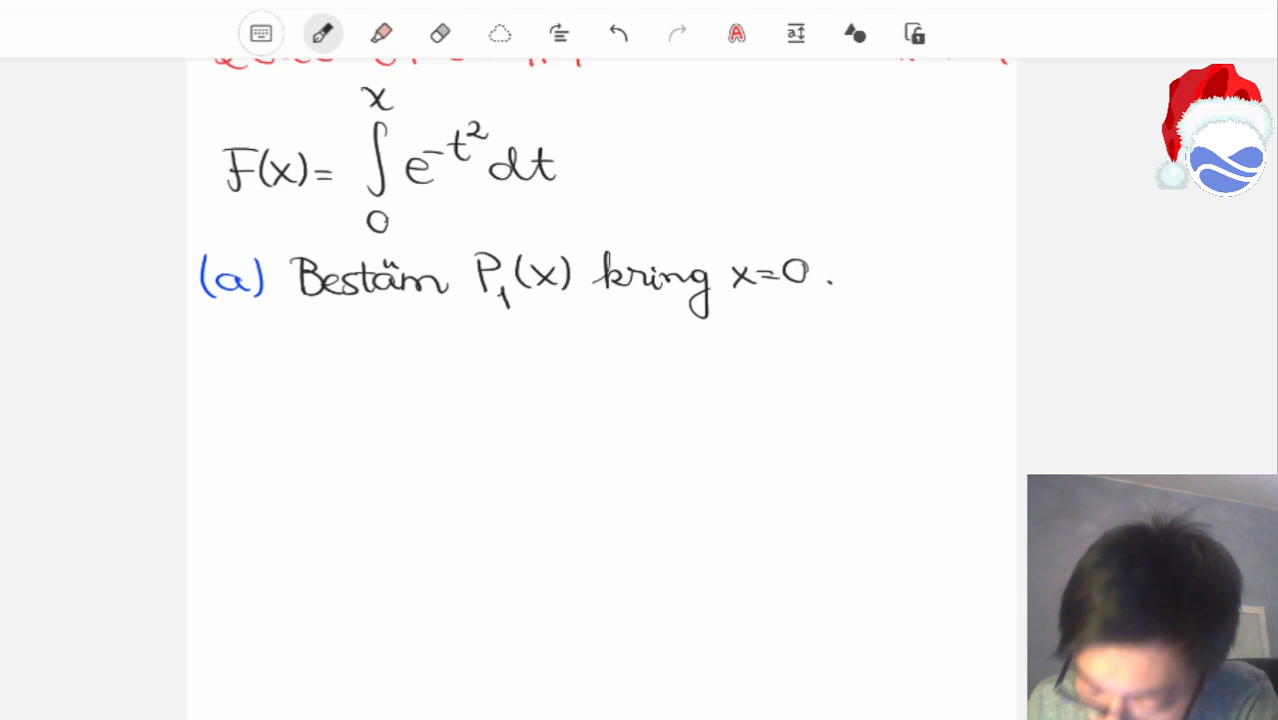 F(x)= ∫₀ˣ e^{-t²} dt
(a) Bestäm P₁(x) kring x=0.